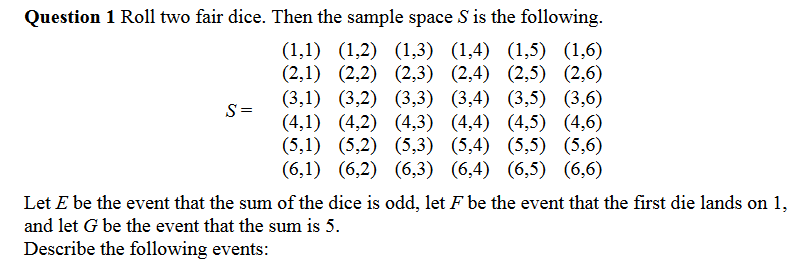 Question 1 Roll two fair dice. Then the sample space S is the following.
(1,1) (1,2) (1,3) (1,4) (1,5) (1,6)
(2,1) (2,2) (2,3) (2,4) (2,5) (2,6)
(3,1) (3,2) (3,3) (3,4) (3,5) (3,6)
S =
(4,1) (4,2) (4,3) (4,4) (4,5) (4,6)
(5,1) (5,2) (5,3) (5,4) (5,5) (5,6)
(6,1) (6,2) (6,3) (6,4) (6,5) (6,6)
Let E be the event that the sum of the dice is odd, let F be the event that the first die lands on 1,
and let G be the event that the sum is 5.
Describe the following events: